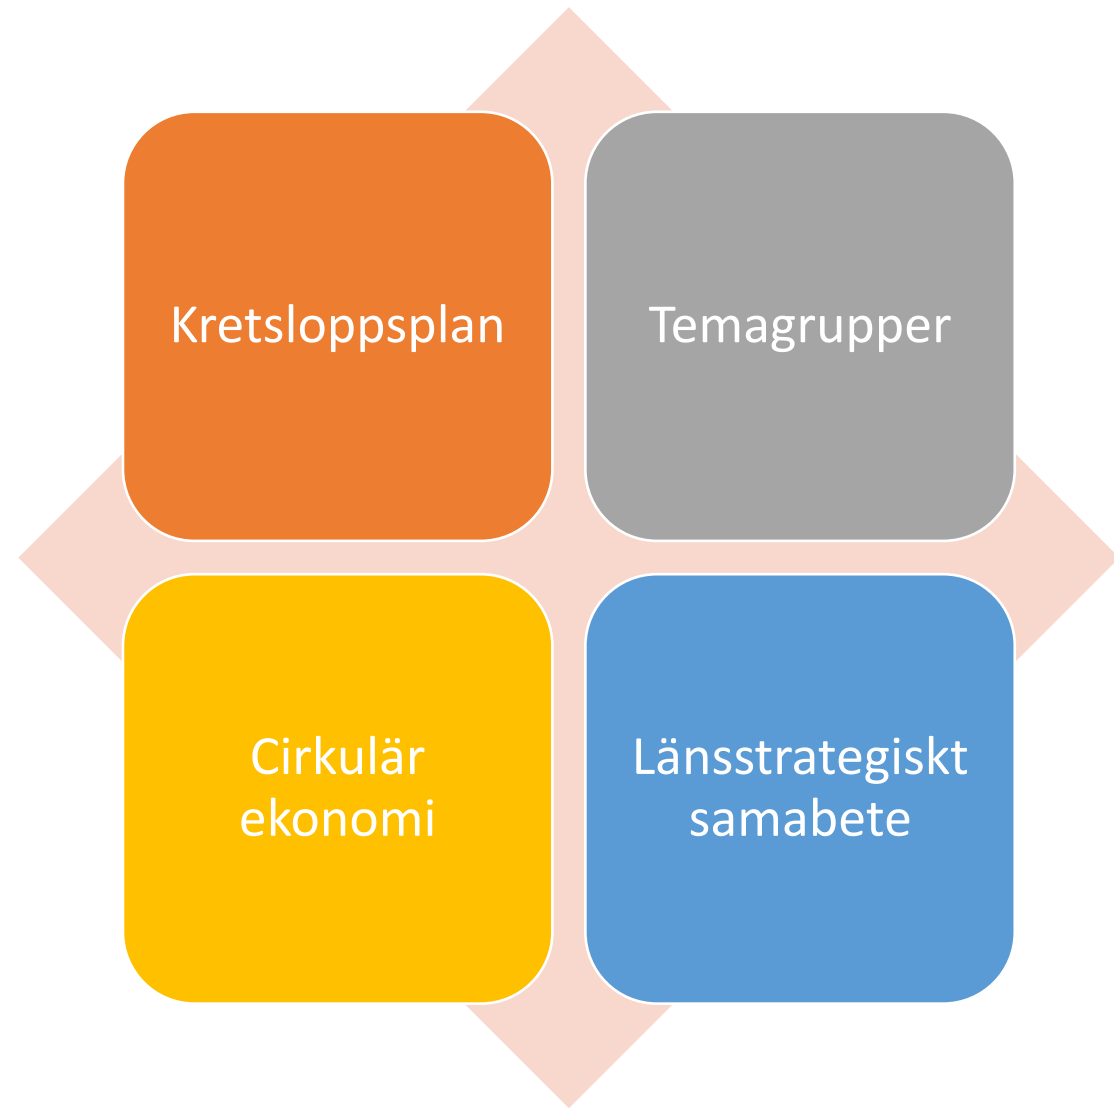 Kretsloppsplan
Temagrupper
Cirkulär
ekonomi
Länsstrategiskt
samabete